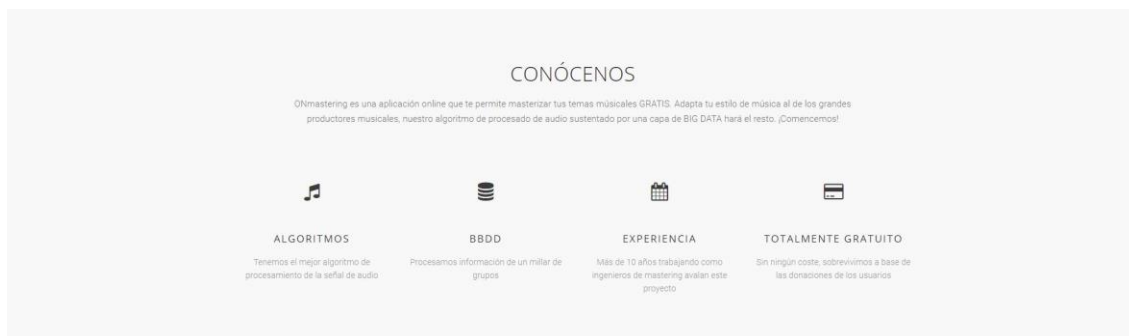 CONÓCENOS
ONmastering es una aplicación online que te permite masterizar tus temas músicales GRATIS. Adapta tu estilo de música al de los grandes
productores musicales, nuestro algoritmo de procesado de audio sustentado por una capa de BIG DATA hará el resto. ¡Comencemos!
ALGORITMOS
Tenemos el mejor algoritmo de
procesamiento de la señal de audio
BBDD
Procesamos información de un millar de
grupos
EXPERIENCIA
Más de 10 años trabajando como
ingenieros de mastering avalan este
proyecto
TOTALMENTE GRATUITO
Sin ningún coste, sobrevivimos a base de
las donaciones de los usuarios